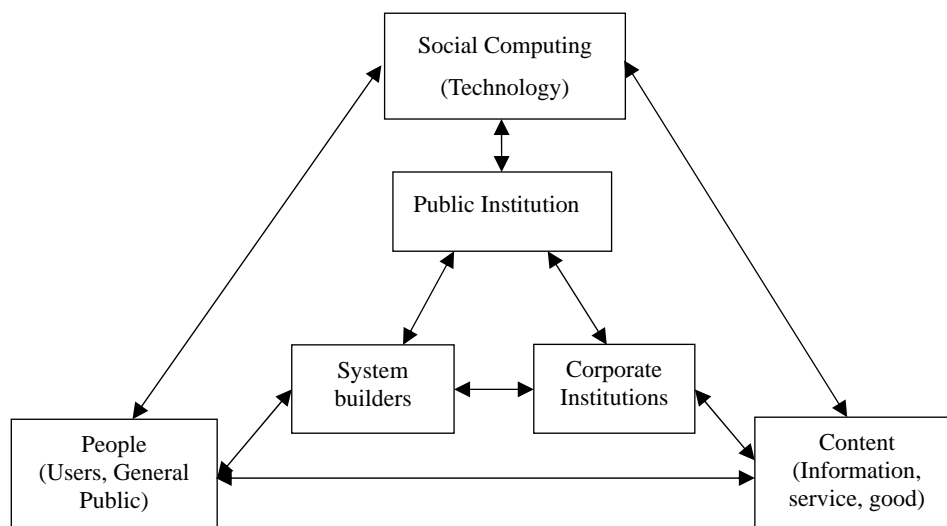 Social Computing
(Technology)
Public Institution
System
builders
Corporate
Institutions
People
(Users, General
Public)
Content
(Information,
service, good)